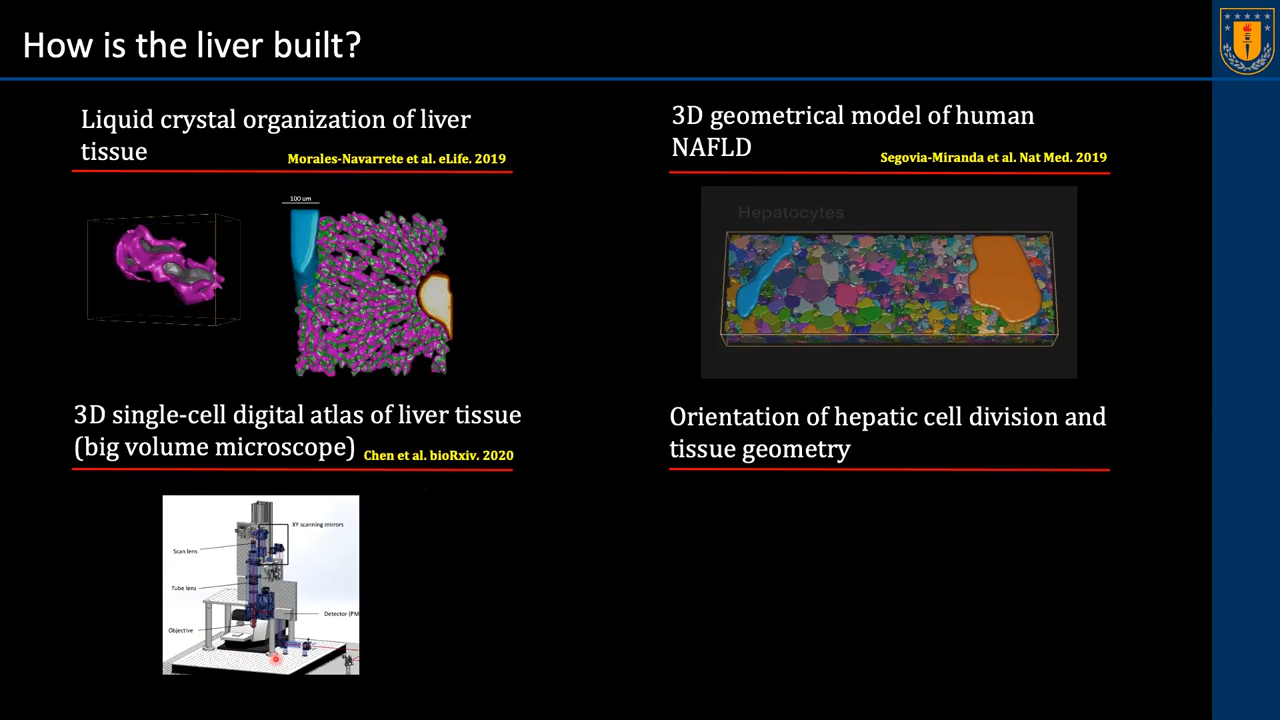 How is the liver built?
Liquid crystal organization of liver
tissue
Morales-Navarrete et al. eLife. 2019
100 um
3D geometrical model of human
NAFLD
Segovia-Miranda et al. Nat Med. 2019
Hepatocytes
3D single-cell digital atlas of liver tissue
(big volume microscope)
Chen et al. bioRxiv. 2020
XY scanning mirrors
Scan lens
Tube lens
Detector (PM
Objective
Orientation of hepatic cell division and
tissue geometry